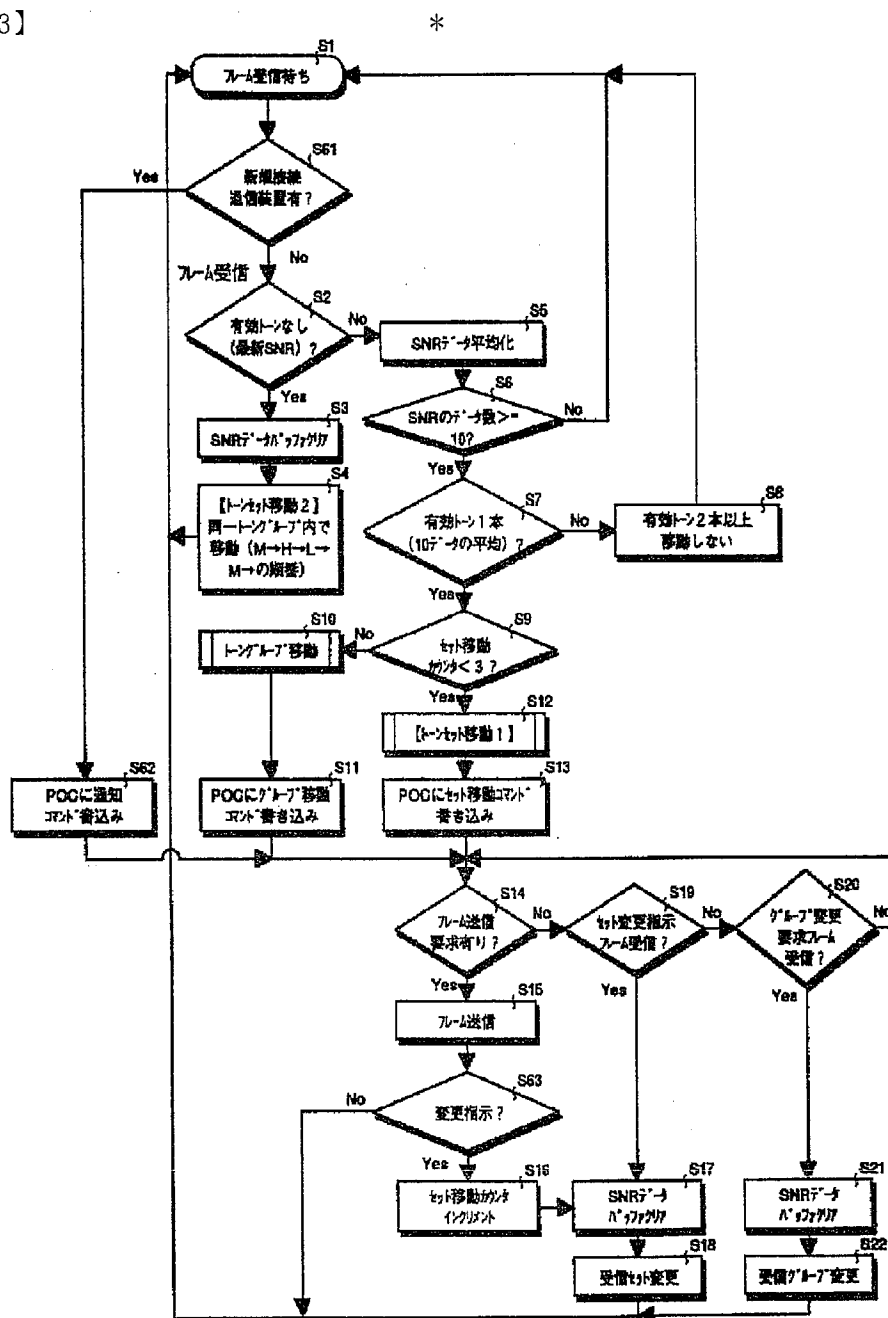 3】
*
S1
フレーム受信待ち
S61
新規接続
通信装置有？
Yes
No
フレーム受信
S2
有効トーンなし
(最新SNR)？
No
Yes
S5
SNRデータ平均化
S3
SNRデータバッファクリア
S6
SNRのデータ数>=
10?
No
Yes
S4
【トーンセット移動2】
同一トーングループ内で
移動 (M→H→L→
M→の順番)
S7
有効トーン1本
(10データの平均)？
No
Yes
S8
有効トーン2本以上
移動しない
S9
セット移動
カウンタ<3？
No
Yes
S10
トーングループ移動
S12
【トーンセット移動1】
S62
POCに通知
コマンド書込み
S11
POCにグループ移動
コマンド書き込み
S13
POCにセット移動コマンド
書き込み
S14
フレーム送信
要求有り？
No
Yes
S19
セット変更指示
フレーム受信？
No
Yes
S20
グループ変更
要求フレーム
受信？
No
Yes
S15
フレーム送信
S63
変更指示？
No
Yes
S16
セット移動カウンタ
インクリメント
S17
SNRデータ
バッファクリア
S21
SNRデータ
バッファクリア
S18
受信セット変更
S22
受信グループ変更